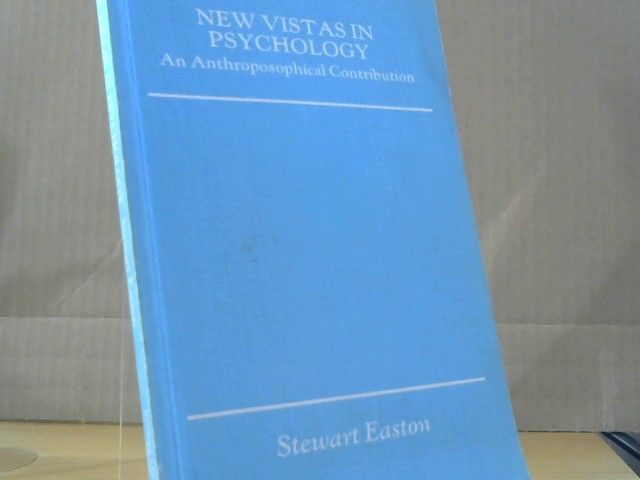 NEW VISTAS IN
PSYCHOLOGY
An Anthroposophical Contribution
Stewart Easton